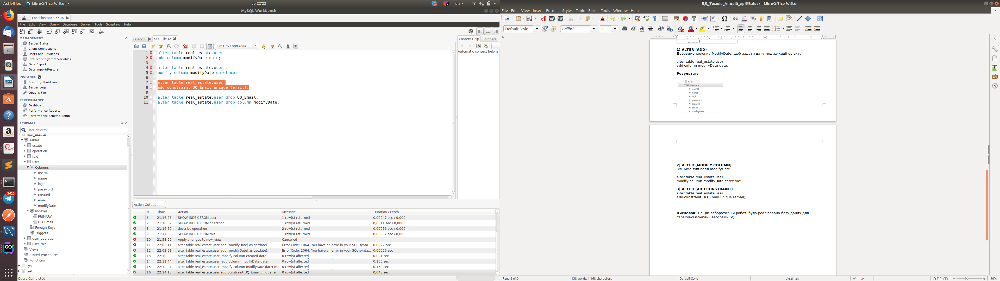 Activities
LibreOffice Writer
ср 22:22
en
MySQL Workbench
Local instance 3306
File Edit View Query Database Server Tools Scripting Help
MANAGEMENT
Server Status
Client Connections
Users and Privileges
Status and System Variables
Data Export
Data Import/Restore
INSTANCE
Startup / Shutdown
Server Logs
Options File
PERFORMANCE
Dashboard
Performance Reports
Performance Schema Setup
SCHEMAS
Filter objects
real_estate
Tables
estate
operation
role
user
Columns
userID
name
login
password
created
email
modifyDate
Indexes
PRIMARY
UQ_Email
Foreign Keys
Triggers
user_operation
user_role
Views
Stored Procedures
Functions
sys
test
Query Completed
3620
GO
Query 1
SQL File 4*
Limit to 1000 rows
1 alter table real_estate.user
2 add column modifyDate date;
3
4 alter table real_estate.user
5 modify column modifyDate datetime;
6
7 alter table real_estate.user
8 add constraint UQ_Email unique (email);
9
10 alter table real_estate.user drop UQ_Email;
11 alter table real_estate.user drop column modifyDate;
Context Help Snippets
Automatic context help is
Action Output
# Time Action Message Duration / Fetch
6 21:16:26 SHOW INDEX FROM user 1 row(s) returned 0,00047 sec / 0,000...
7 21:16:37 SHOW INDEX FROM operation 1 row(s) returned 0,0011 sec / 0,0000...
8 21:16:50 describe operation 2 row(s) returned 0,00056 sec / 0,000...
9 21:17:06 SHOW INDEX FROM role 1 row(s) returned 0,00052 sec / 0,000...
10 21:58:39 Apply changes to new_view Cancelled
11 22:02:11 alter table real_estate.user add [modifyDate] as getdate() Error Code: 1064. You have an error in your SQL synta... 0,0022 sec
12 22:02:31 alter table real_estate.user add [modifyDate] as getdate() Error Code: 1064. You have an error in your SQL synta... 0,00056 sec
13 22:10:08 alter table real_estate.user modify column created date 0 row(s) affected 0,021 sec
14 22:11:44 alter table real_estate.user add column modifyDate date 0 row(s) affected 0,106 sec
15 22:12:04 alter table real_estate.user modify column modifyDate datetime 0 row(s) affected 0,138 sec
16 22:14:15 alter table real_estate.user add constraint UQ_Email unique (e... 0 row(s) affected 0,048 sec
БД_Тимків_Андрій_лр№3.docx - LibreOffice Writer
File Edit View Insert Format Styles Table Form Tools Window Help
Default Style
Calibri
11
1) ALTER (ADD)
Добавимо колонку ModifyDate, щоб задати дату модифікації об'єкта.
alter table real_estate.user
add column modifyDate date;
Результат:
user
Columns
userID
name
login
password
created
email
modifyDate
2) ALTER (MODIFY COLUMN)
Змінимо тип поля modifyDate
alter table real_estate.user
modify column modifyDate datetime;
3) ALTER (ADD CONSTRAINT)
alter table real_estate.user
add constraint UQ_Email unique (email);
Висновок: На цій лабораторній роботі було реалізовано базу даних для
страхової компанії засобами SQL
Page 3 of 3
138 words, 1,168 characters
Default Style
Ukrainian
90%